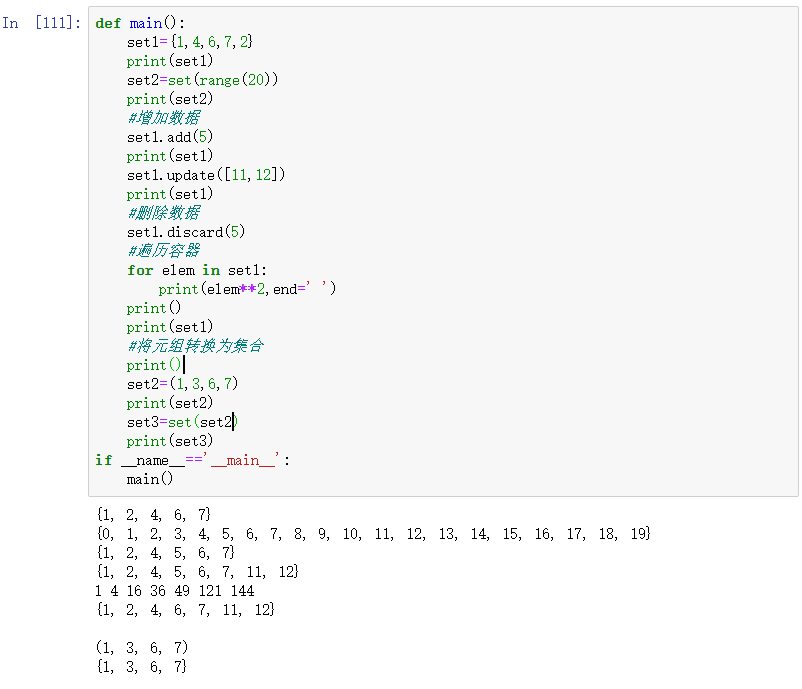 In [111]: def main():
set1={1,4,6,7,2}
print(set1)
set2=set(range(20))
print(set2)
#增加数据
set1.add(5)
print(set1)
set1.update([11,12])
print(set1)
#删除数据
set1.discard(5)
#遍历容器
for elem in set1:
print(elem**2,end=' ')
print()
print(set1)
#将元组转换为集合
print()
set2=(1,3,6,7)
print(set2)
set3=set(set2)
print(set3)
if __name__=='__main__':
main()
{1, 2, 4, 6, 7}
{0, 1, 2, 3, 4, 5, 6, 7, 8, 9, 10, 11, 12, 13, 14, 15, 16, 17, 18, 19}
{1, 2, 4, 5, 6, 7}
{1, 2, 4, 5, 6, 7, 11, 12}
1 4 16 36 49 121 144
{1, 2, 4, 6, 7, 11, 12}
(1, 3, 6, 7)
{1, 3, 6, 7}